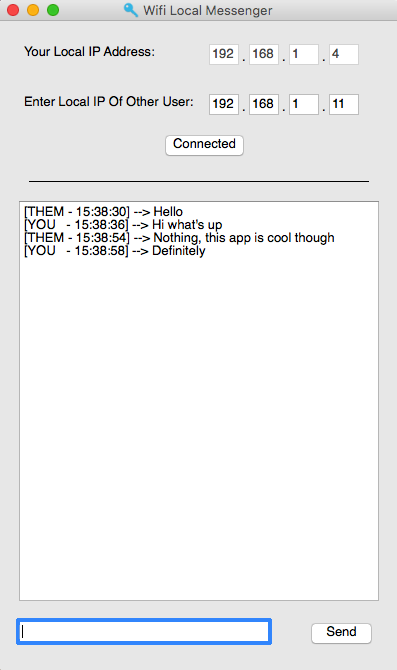 Wifi Local Messenger
Your Local IP Address: 192 . 168 . 1 . 4
Enter Local IP Of Other User: 192 . 168 . 1 . 11
Connected
[THEM - 15:38:30] --> Hello
[YOU   - 15:38:36] --> Hi what's up
[THEM - 15:38:54] --> Nothing, this app is cool though
[YOU   - 15:38:58] --> Definitely
Send